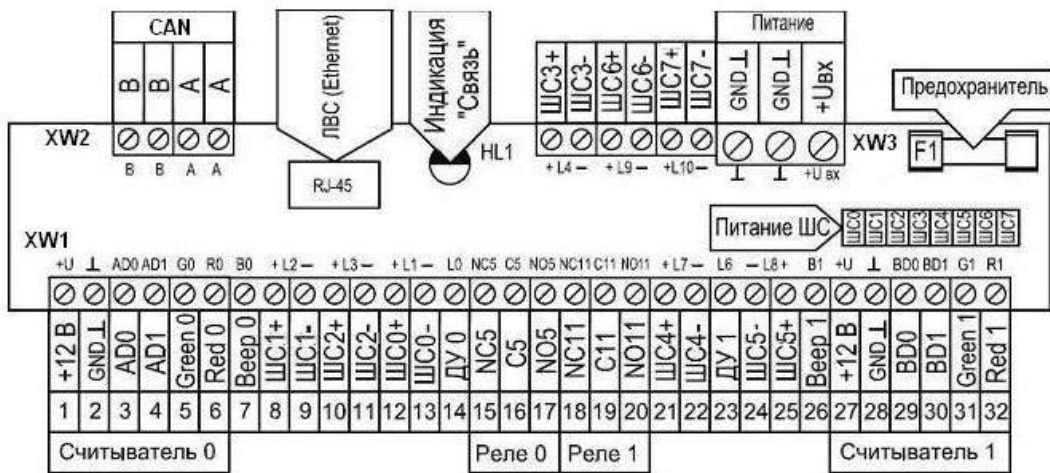 CAN
Питание
B B A A
ЛВС (Ethernet)
Индикация "Связь"
ШС3+ ШС3- ШС6+ ШС6- ШС7+ ШС7-
GND⊥ GND⊥ +Uвх
Предохранитель
XW2
HL1
XW3
F1
B B A A
RJ-45
+ L4 – + L9 – +L10 – ⊥ ⊥ +U вх
Питание ШС
ШС0 ШС1 ШС2 ШС3 ШС4 ШС5 ШС6 ШС7
XW1
+U ⊥ AD0 AD1 G0 R0 B0 + L2 – + L3 – + L1 – L0 NC5 C5 NO5 NC11 C11 NO11 + L7 – L6 – L8 + B1 +U ⊥ BD0 BD1 G1 R1
+12 В GND⊥ AD0 AD1 Green 0 Red 0 Beep 0 ШС1+ ШС1- ШС2+ ШС2- ШС0+ ШС0- ДУ 0 NC5 C5 NO5 NC11 C11 NO11 ШС4+ ШС4- ДУ 1 ШС5- ШС5+ Beep 1 +12 В GND⊥ BD0 BD1 Green 1 Red 1
1 2 3 4 5 6 7 8 9 10 11 12 13 14 15 16 17 18 19 20 21 22 23 24 25 26 27 28 29 30 31 32
Считыватель 0 Реле 0 Реле 1 Считыватель 1